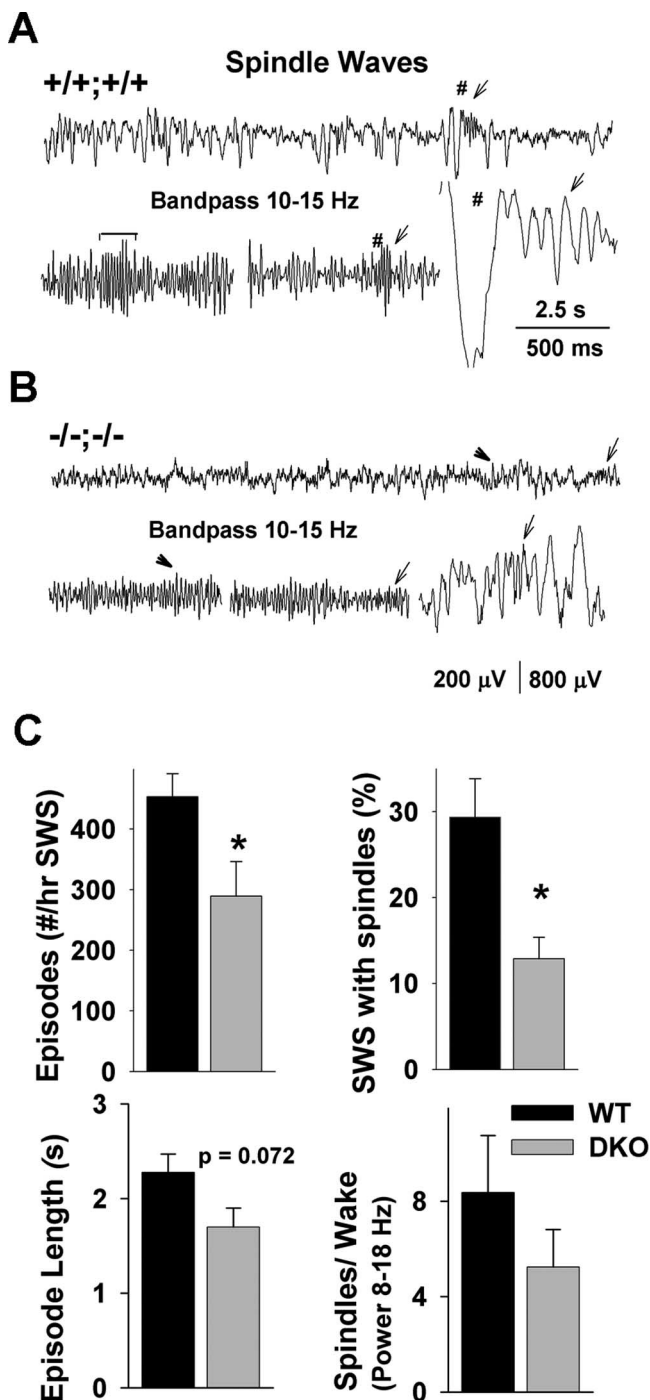 A
Spindle Waves
+/+;+/+
#
Bandpass 10-15 Hz
#
#
2.5 s
500 ms
B
-/-;-/-
Bandpass 10-15 Hz
200 µV | 800 µV
C
Episodes (#/hr SWS)
400
300
200
100
0
*
SWS with spindles (%)
30
20
10
0
*
Episode Length (s)
3
2
1
0
p = 0.072
Spindles/ Wake
(Power 8-18 Hz)
8
4
0
WT
DKO